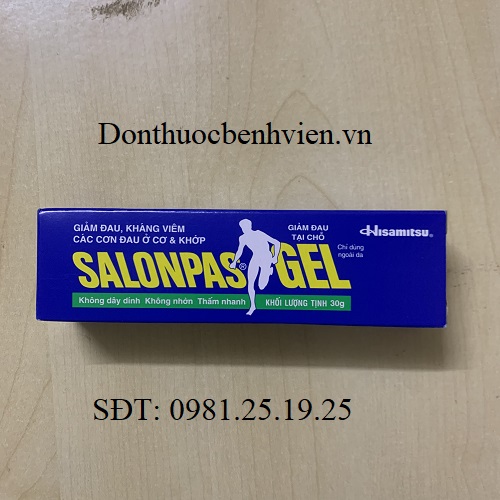 Donthuocbenhvien.vn
GIẢM ĐAU, KHÁNG VIÊM
CÁC CƠN ĐAU Ở CƠ & KHỚP
GIẢM ĐAU
TẠI CHỖ
Hisamitsu®
Chỉ dùng
ngoài da
SALONPAS® GEL
Không dây dính Không nhờn Thấm nhanh
KHỐI LƯỢNG TỊNH 30g
SĐT: 0981.25.19.25